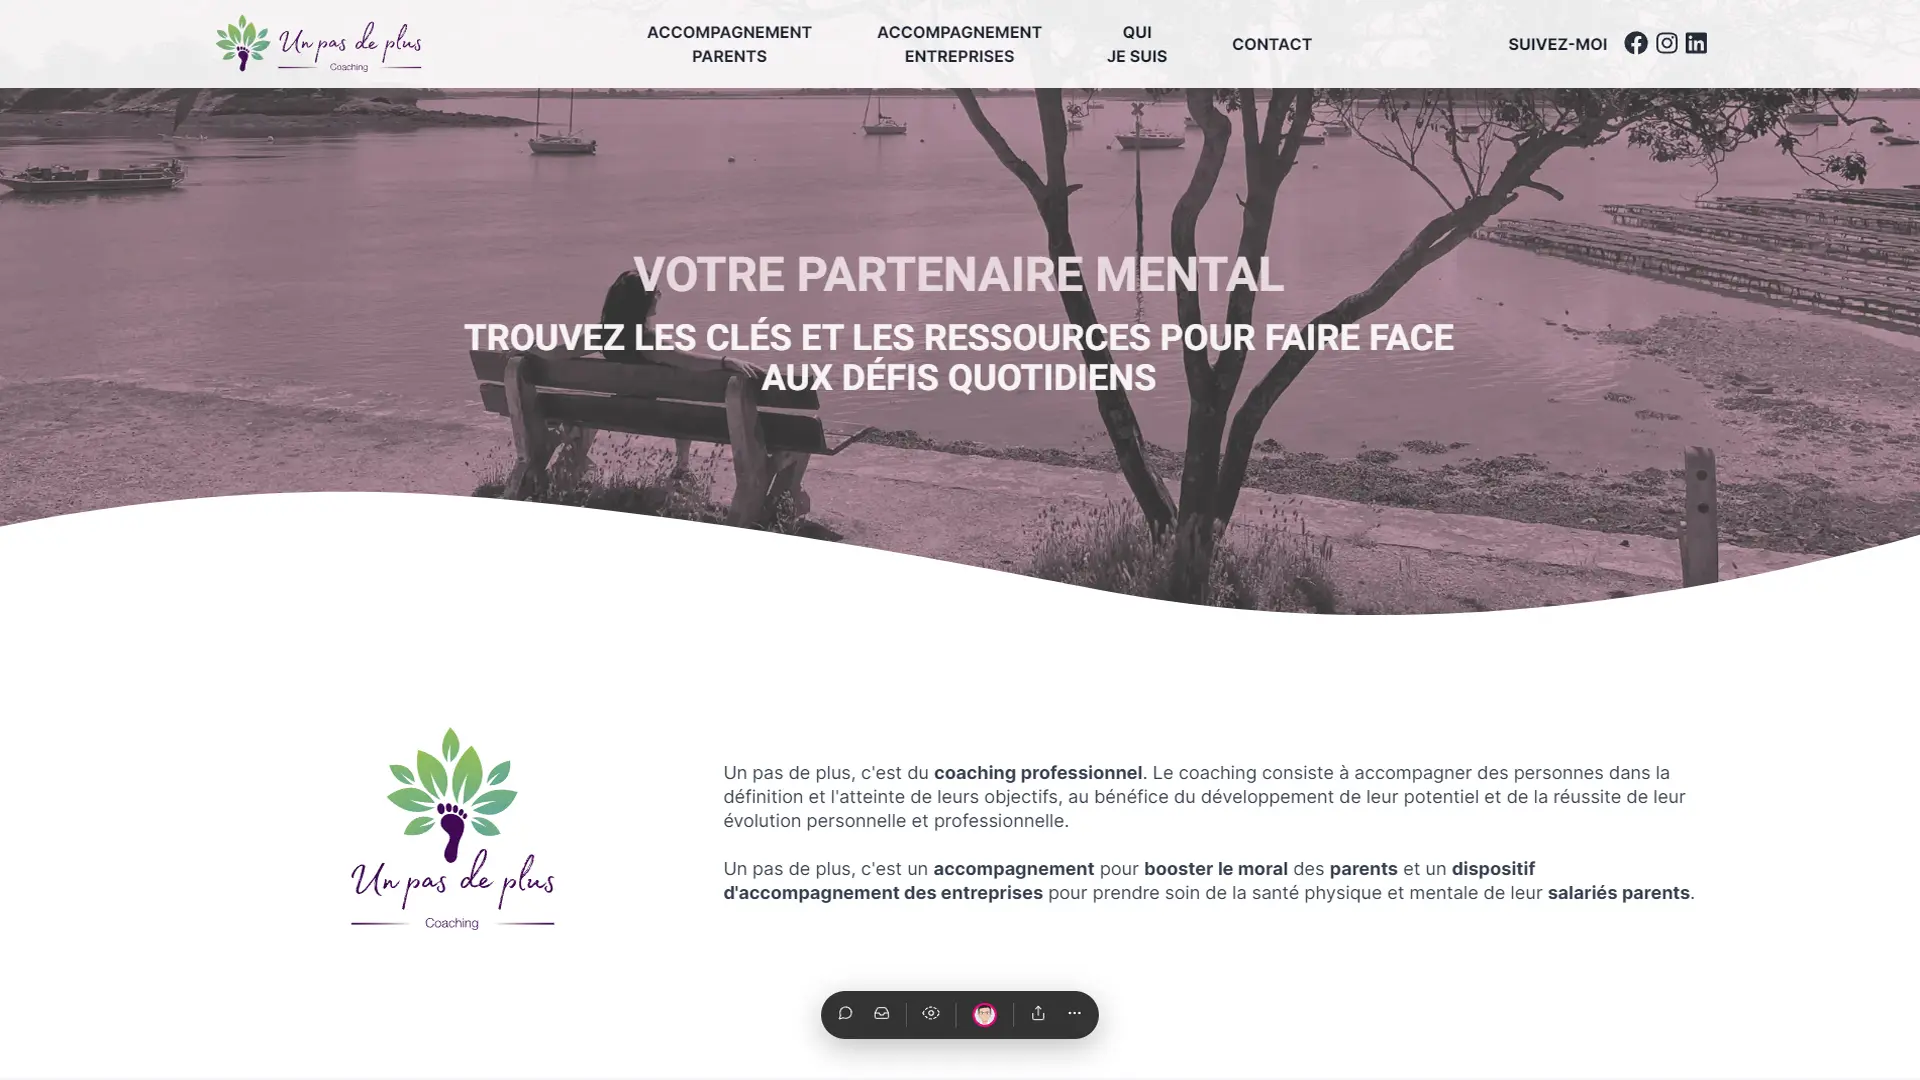 Un pas de plus
Coaching
ACCOMPAGNEMENT
PARENTS
ACCOMPAGNEMENT
ENTREPRISES
QUI
JE SUIS
CONTACT
SUIVEZ-MOI
VOTRE PARTENAIRE MENTAL
TROUVEZ LES CLÉS ET LES RESSOURCES POUR FAIRE FACE
AUX DÉFIS QUOTIDIENS
Un pas de plus
Coaching
Un pas de plus, c'est du coaching professionnel. Le coaching consiste à accompagner des personnes dans la
définition et l'atteinte de leurs objectifs, au bénéfice du développement de leur potentiel et de la réussite de leur
évolution personnelle et professionnelle.
Un pas de plus, c'est un accompagnement pour booster le moral des parents et un dispositif
d'accompagnement des entreprises pour prendre soin de la santé physique et mentale de leur salariés parents.